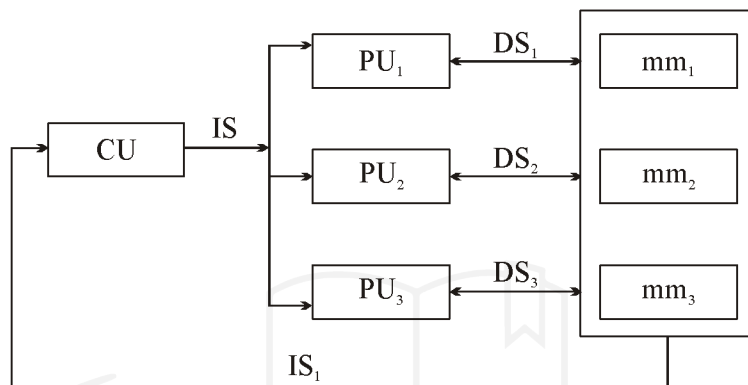 DS₁
PU₁
mm₁
IS
CU
DS₂
PU₂
mm₂
DS₃
PU₃
mm₃
IS₁